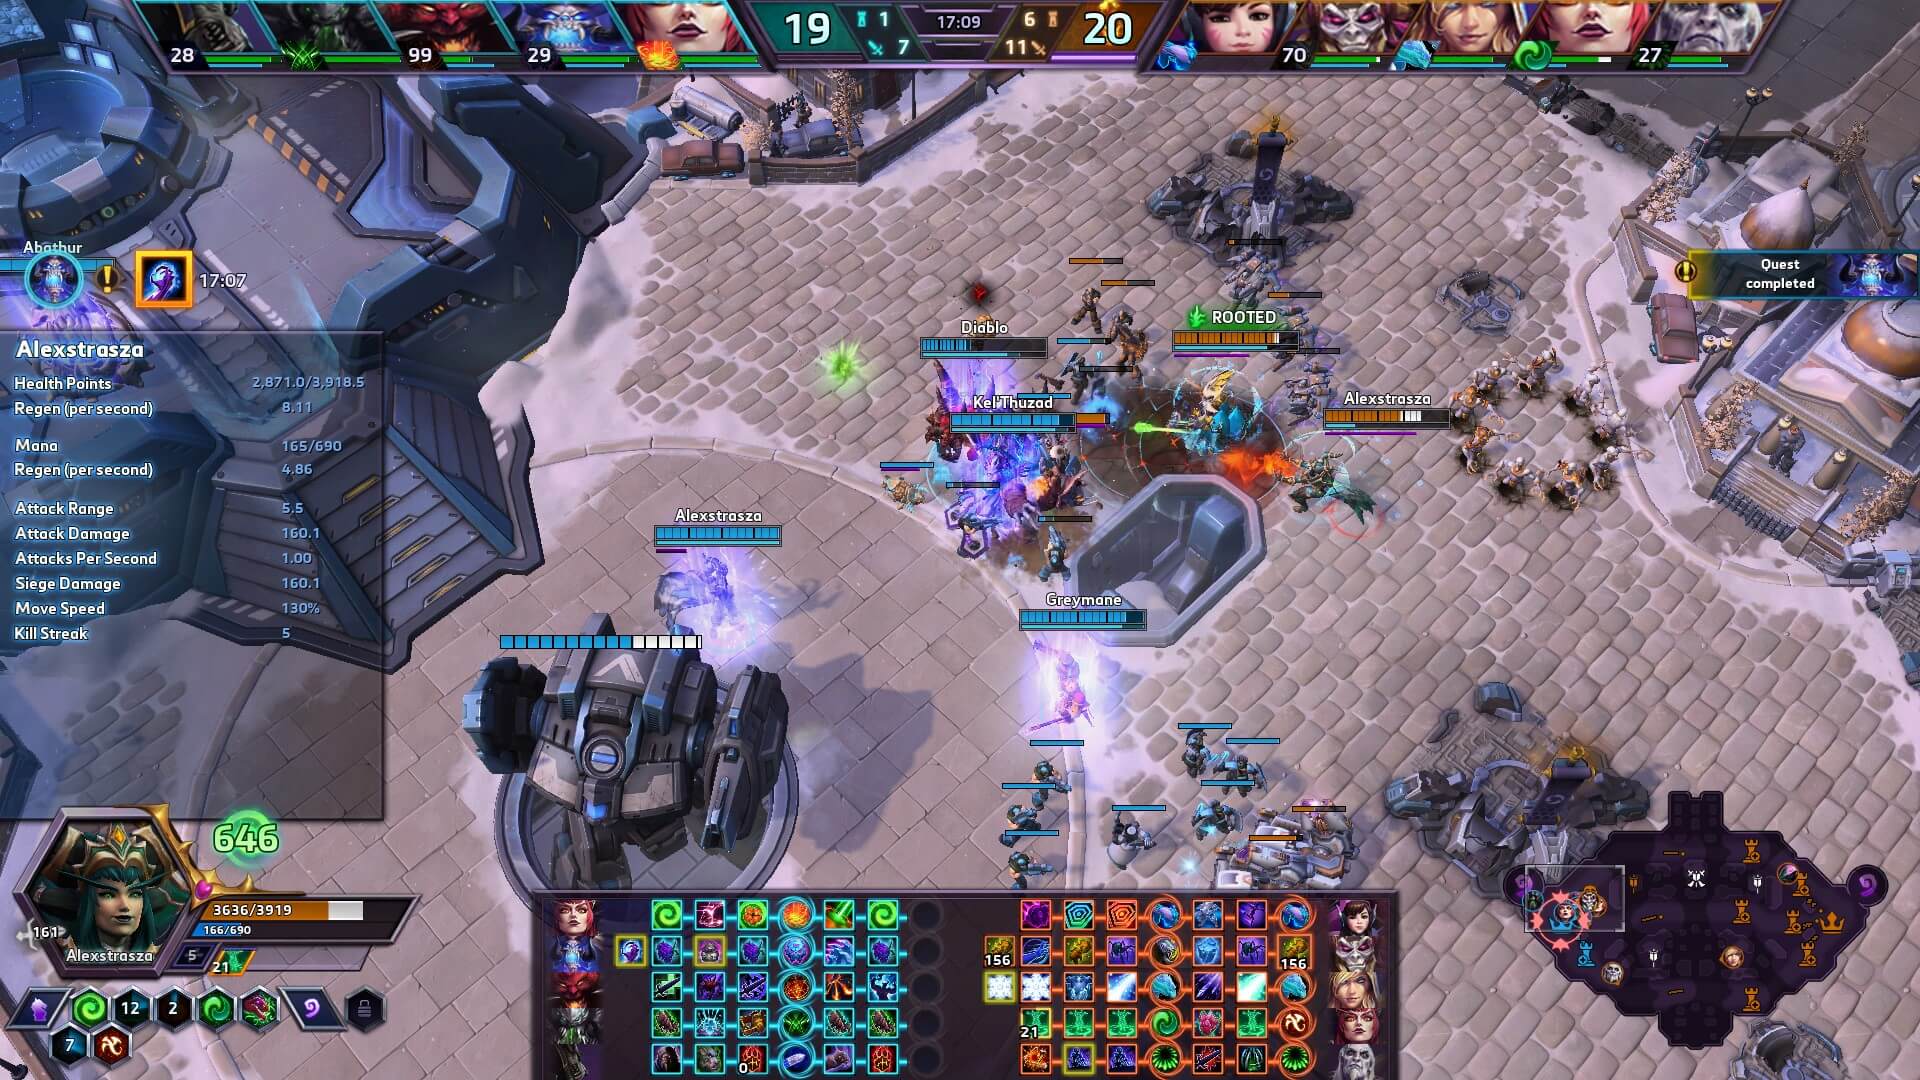 28
99
29
19
1
7
17:09
6
11
20
70
27
Abathur
17:07
Quest
completed
Alexstrasza
Health Points 2,871.0/3,918.5
Regen (per second) 8.11
Mana 165/690
Regen (per second) 4.86
Attack Range 5.5
Attack Damage 160.1
Attacks Per Second 1.00
Siege Damage 160.1
Move Speed 130%
Kill Streak 5
Diablo
ROOTED
Kel'Thuzad
Alexstrasza
Alexstrasza
Greymane
646
3636/3919
166/690
161
Alexstrasza
5
21
12
2
7
0
156
156
21